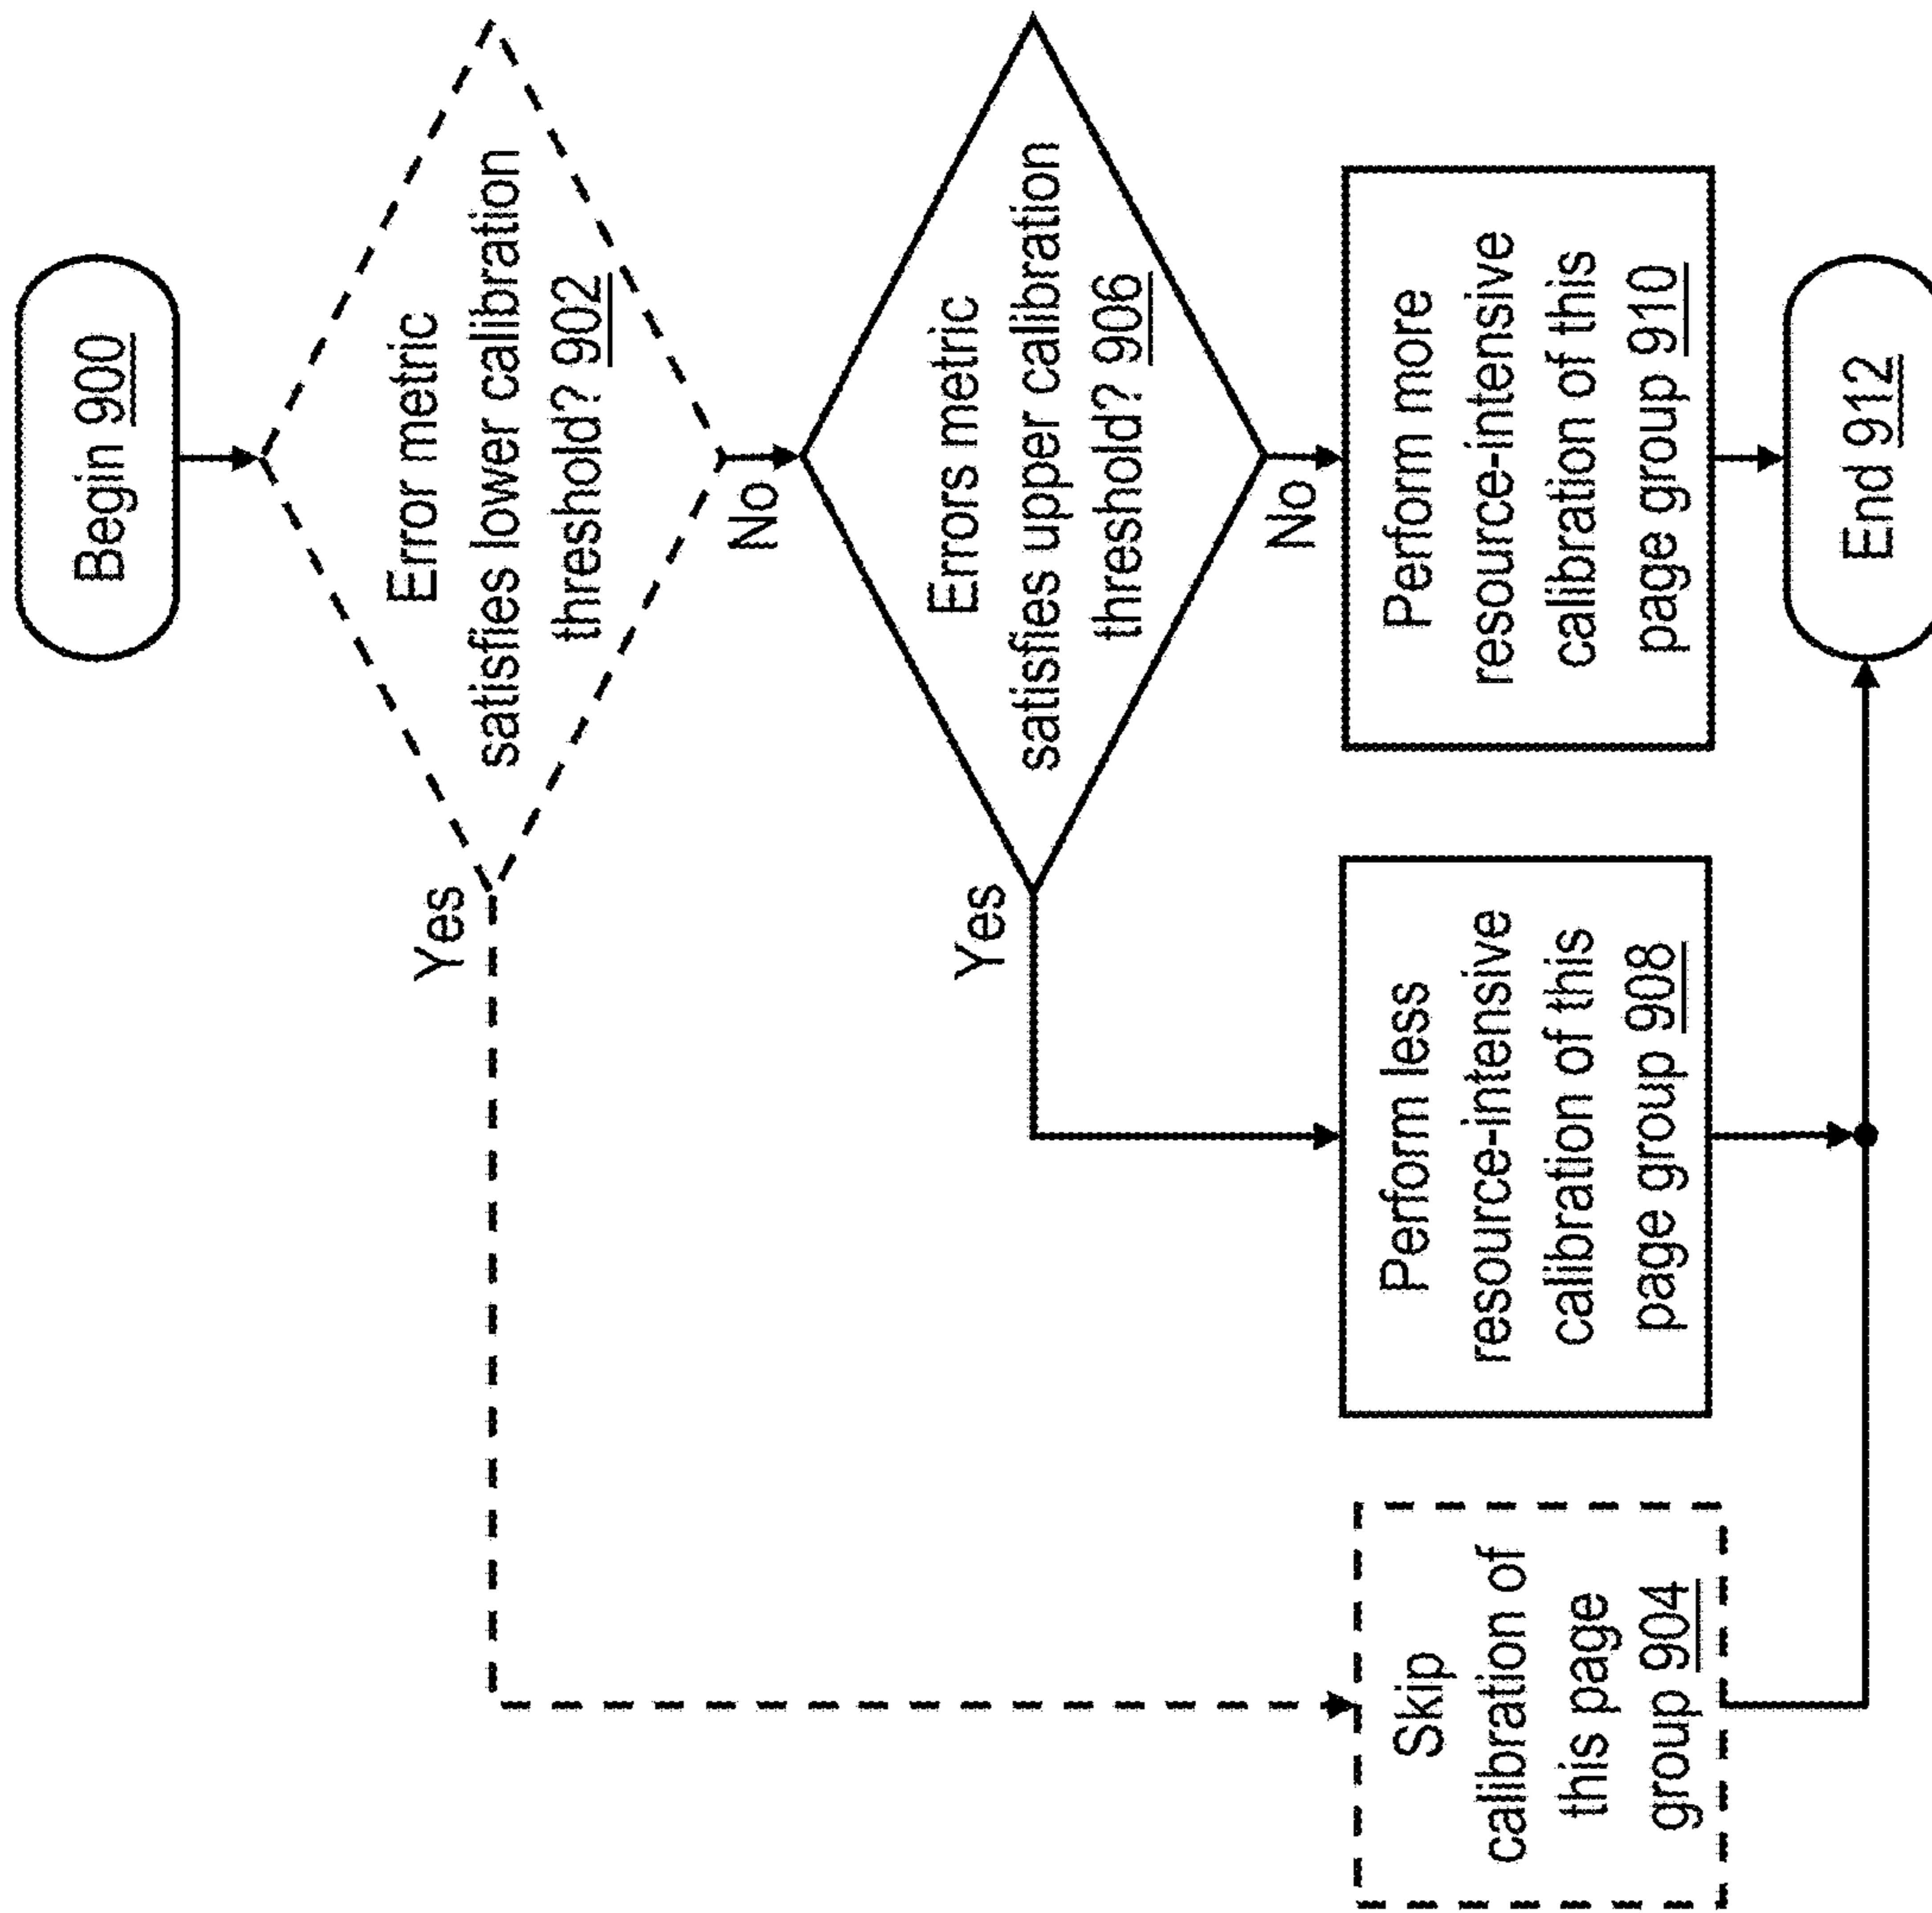 Begin 900
Error metric
satisfies lower calibration
threshold? 902
Yes
No
Errors metric
satisfies upper calibration
threshold? 906
Yes
No
Skip
calibration of
this page
group 904
Perform less
resource-intensive
calibration of this
page group 908
Perform more
resource-intensive
calibration of this
page group 910
End 912